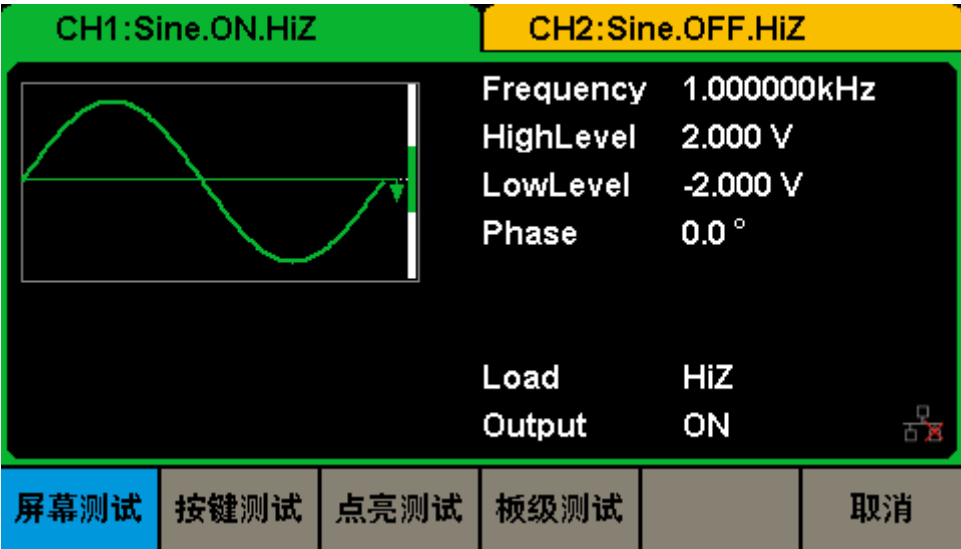 CH1:Sine.ON.HiZ CH2:Sine.OFF.HiZ
Frequency 1.000000kHz
HighLevel 2.000 V
LowLevel -2.000 V
Phase 0.0 °
Load HiZ
Output ON
屏幕测试 按键测试 点亮测试 板级测试 取消